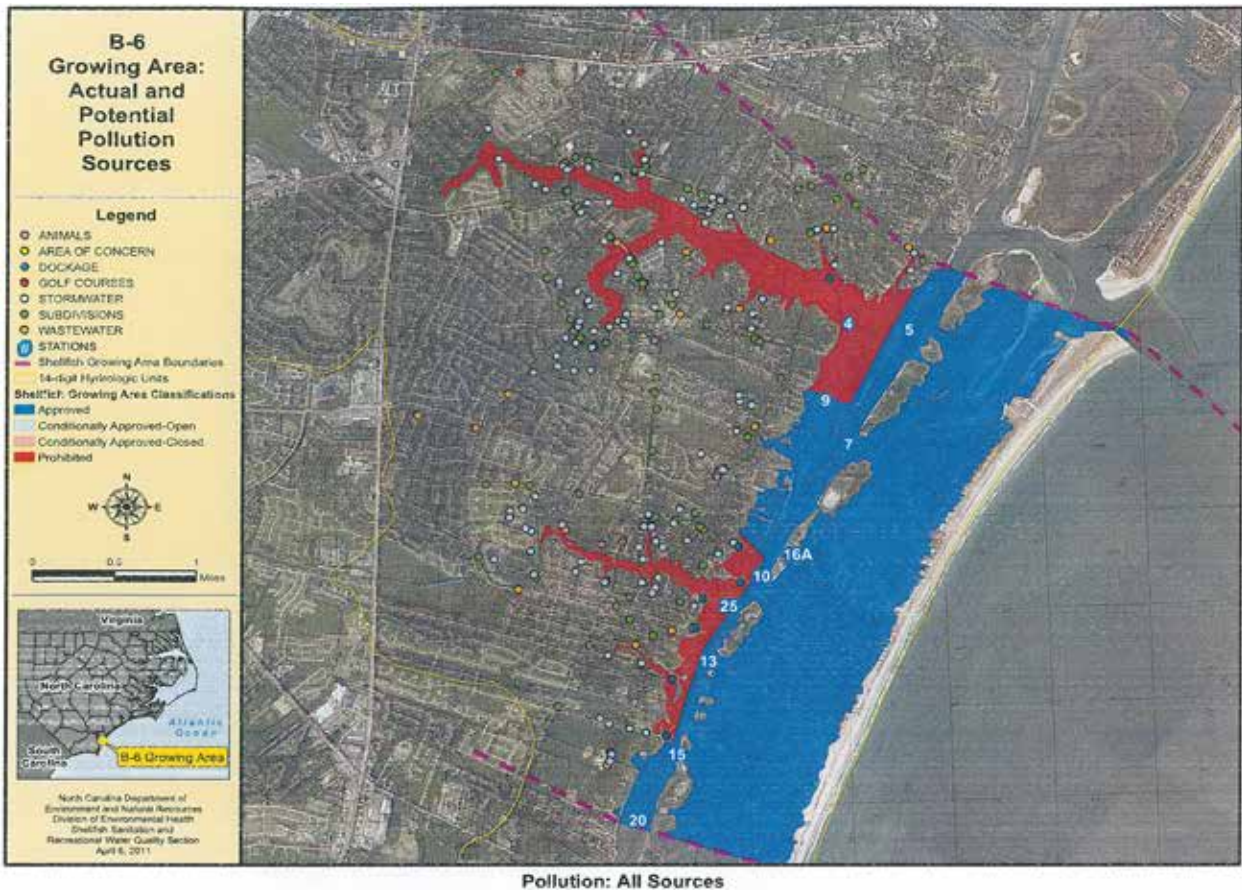 B-6
Growing Area:
Actual and
Potential
Pollution
Sources
Legend
ANIMALS
AREA OF CONCERN
DOCKAGE
GOLF COURSES
STORMWATER
SUBDIVISIONS
WASTEWATER
# STATIONS
Shellfish Growing Area Boundaries
14-digit Hydrologic Units
Shellfish Growing Area Classifications
Approved
Conditionally Approved-Open
Conditionally Approved-Closed
Prohibited
N
W E
S
0 0.5 1
Miles
Virginia
North Carolina
Atlantic
Ocean
South
Carolina
B-6 Growing Area
North Carolina Department of
Environment and Natural Resources
Division of Environmental Health
Shellfish Sanitation and
Recreational Water Quality Section
April 6, 2011
4
5
9
7
16A
10
25
13
15
20
Pollution: All Sources